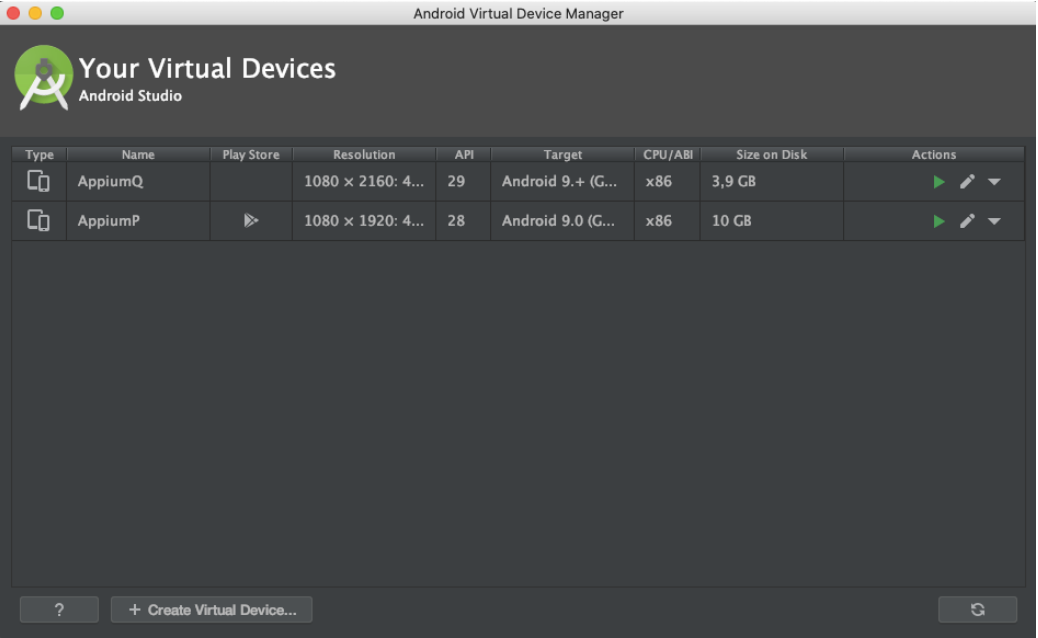 Android Virtual Device Manager
Your Virtual Devices
Android Studio
Type Name Play Store Resolution API Target CPU/ABI Size on Disk Actions
AppiumQ 1080 × 2160: 4... 29 Android 9.+ (G... x86 3,9 GB
AppiumP 1080 × 1920: 4... 28 Android 9.0 (G... x86 10 GB
? + Create Virtual Device...